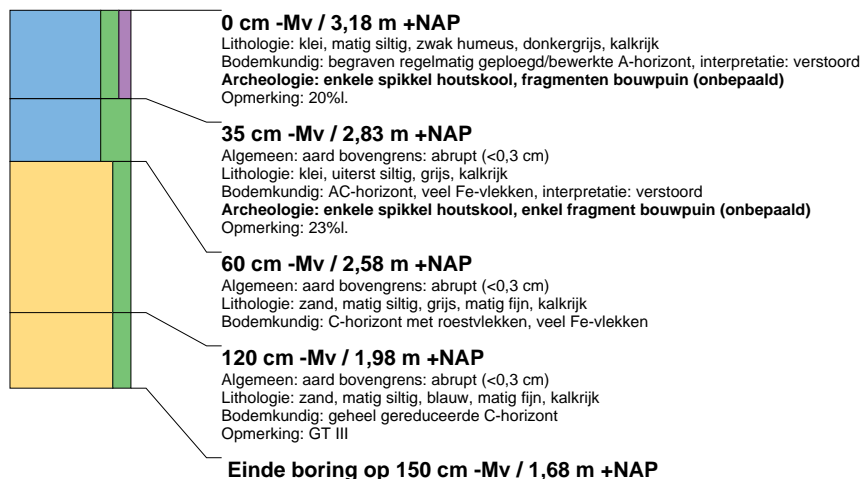 0 cm -Mv / 3,18 m +NAP
Lithologie: klei, matig siltig, zwak humeus, donkergrijs, kalkrijk
Bodemkundig: begraven regelmatig geploegd/bewerkte A-horizont, interpretatie: verstoord
Archeologie: enkele spikkel houtskool, fragmenten bouwpuin (onbepaald)
Opmerking: 20%l.
35 cm -Mv / 2,83 m +NAP
Algemeen: aard bovengrens: abrupt (<0,3 cm)
Lithologie: klei, uiterst siltig, grijs, kalkrijk
Bodemkundig: AC-horizont, veel Fe-vlekken, interpretatie: verstoord
Archeologie: enkele spikkel houtskool, enkel fragment bouwpuin (onbepaald)
Opmerking: 23%l.
60 cm -Mv / 2,58 m +NAP
Algemeen: aard bovengrens: abrupt (<0,3 cm)
Lithologie: zand, matig siltig, grijs, matig fijn, kalkrijk
Bodemkundig: C-horizont met roestvlekken, veel Fe-vlekken
120 cm -Mv / 1,98 m +NAP
Algemeen: aard bovengrens: abrupt (<0,3 cm)
Lithologie: zand, matig siltig, blauw, matig fijn, kalkrijk
Bodemkundig: geheel gereduceerde C-horizont
Opmerking: GT III
Einde boring op 150 cm -Mv / 1,68 m +NAP